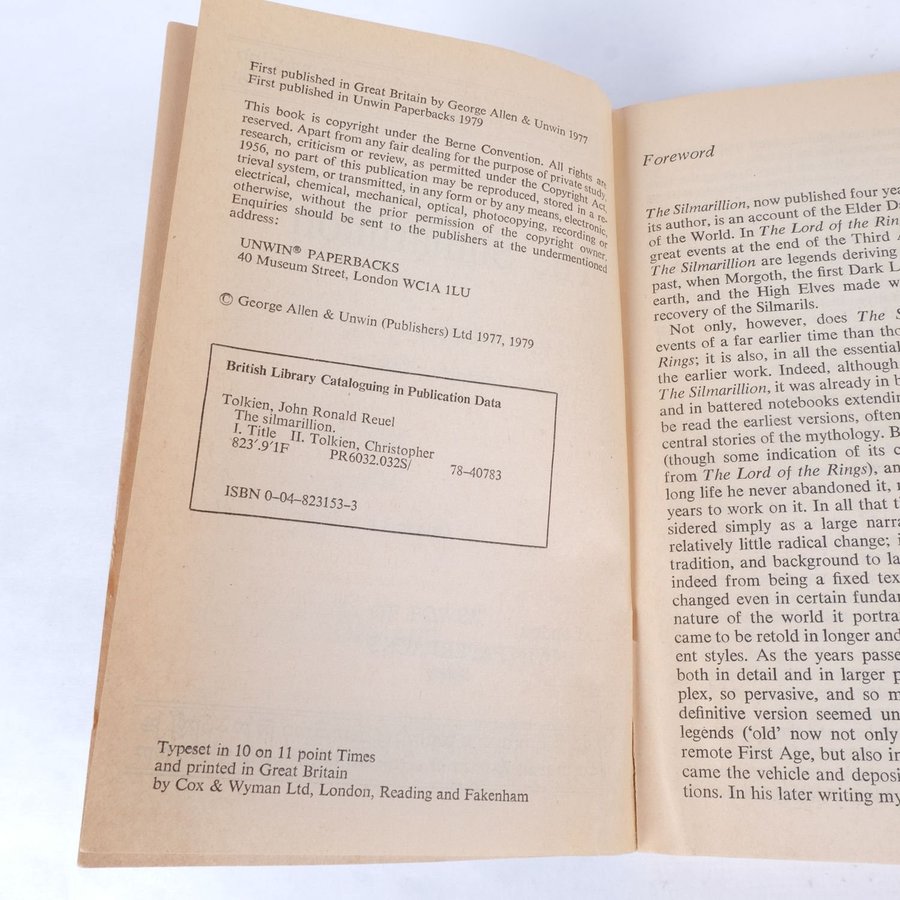 First published in Great Britain by George Allen & Unwin 1977
First published in Unwin Paperbacks 1979
This book is copyright under the Berne Convention. All rights are
reserved. Apart from any fair dealing for the purpose of private study,
research, criticism or review, as permitted under the Copyright Act,
1956, no part of this publication may be reproduced, stored in a re-
trieval system, or transmitted, in any form or by any means, electronic,
electrical, chemical, mechanical, optical, photocopying, recording or
otherwise, without the prior permission of the copyright owner.
Enquiries should be sent to the publishers at the undermentioned
address:
UNWIN® PAPERBACKS
40 Museum Street, London WC1A 1LU
© George Allen & Unwin (Publishers) Ltd 1977, 1979
British Library Cataloguing in Publication Data
Tolkien, John Ronald Reuel
The silmarillion.
I. Title II. Tolkien, Christopher
823'.9'1F PR6032.032S/ 78-40783
ISBN 0-04-823153-3
Typeset in 10 on 11 point Times
and printed in Great Britain
by Cox & Wyman Ltd, London, Reading and Fakenham
Foreword
The Silmarillion, now published four
its author, is an account of the Elder
of the World. In The Lord of the
great events at the end of the Third
The Silmarillion are legends deriving
past, when Morgoth, the first Dark
earth, and the High Elves made
recovery of the Silmarils.
Not only, however, does The
events of a far earlier time than
Rings; it is also, in all the
the earlier work. Indeed, although
The Silmarillion, it was already in
and in battered notebooks
be read the earliest versions, often
central stories of the mythology.
(though some indication of its
from The Lord of the Rings),
long life he never abandoned it,
years to work on it. In all that
sidered simply as a large
relatively little radical change;
tradition, and background to
indeed from being a fixed
changed even in certain
nature of the world it
came to be retold in longer and
ent styles. As the years
both in detail and in larger
plex, so pervasive, and so
definitive version seemed
legends ('old' now not only
remote First Age, but also in
came the vehicle and
tions. In his later writing